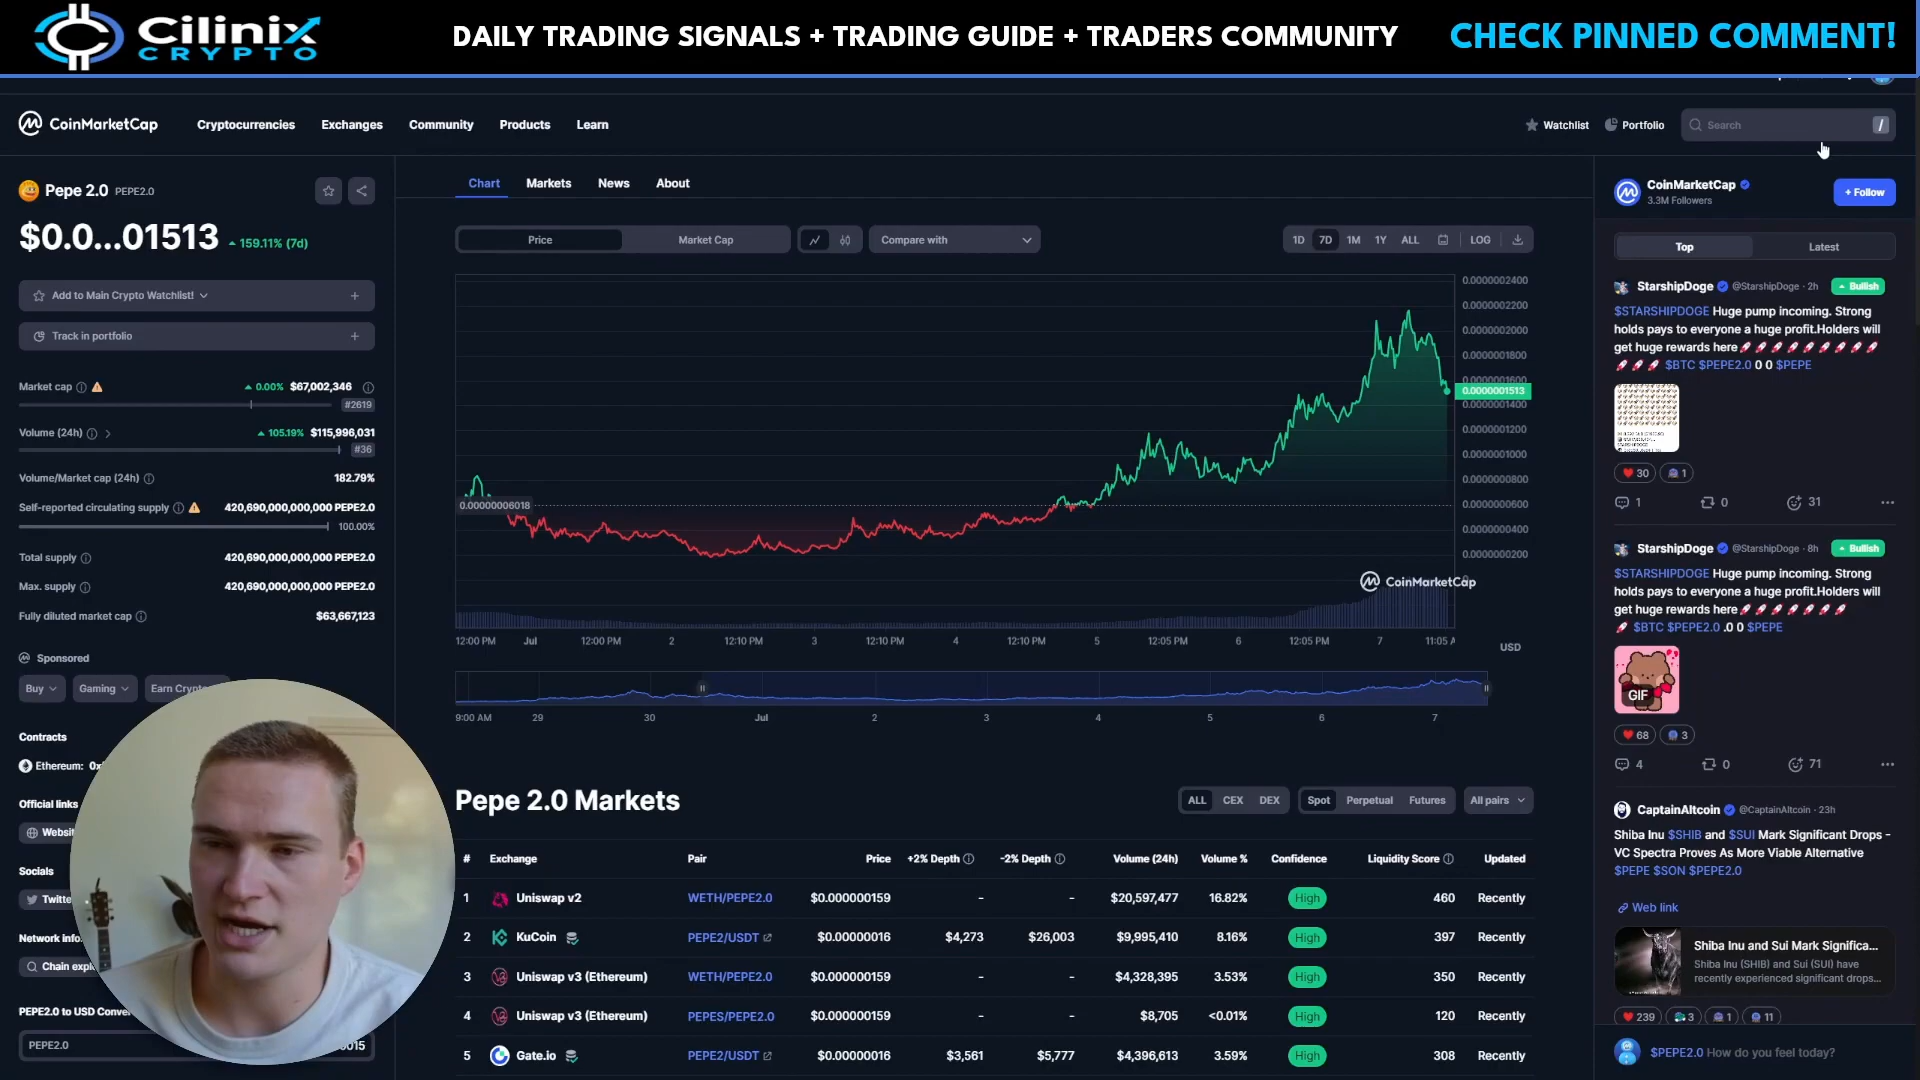 Cilinix
CRYPTO
DAILY TRADING SIGNALS + TRADING GUIDE + TRADERS COMMUNITY
CHECK PINNED COMMENT!
CoinMarketCap
Cryptocurrencies
Exchanges
Community
Products
Learn
Watchlist
Portfolio
Search
/
Pepe 2.0 PEPE2.0
$0.0...01513
159.11% (7d)
Add to Main Crypto Watchlist!
Track in portfolio
Market cap
0.00% $67,002,346
#2619
Volume (24h)
105.19% $115,996,031
#36
Volume/Market cap (24h)
182.79%
Self-reported circulating supply
420,690,000,000,000 PEPE2.0
100.00%
Total supply
420,690,000,000,000 PEPE2.0
Max. supply
420,690,000,000,000 PEPE2.0
Fully diluted market cap
$63,667,123
Sponsored
Buy
Gaming
Earn Crypto
Contracts
Ethereum:
Official links
Socials
PEPE2.0
Chart
Markets
News
About
Price
Market Cap
Compare with
1D
7D
1M
1Y
ALL
LOG
0.0000002400
0.0000002200
0.0000002000
0.0000001800
0.0000001600
0.0000001513
0.0000001400
0.0000001200
0.0000001000
0.0000000800
0.0000000600
0.0000000400
0.0000000200
0.00000006018
CoinMarketCap
12:00 PM
Jul
12:00 PM
2
12:10 PM
3
12:10 PM
4
12:10 PM
5
12:05 PM
6
12:05 PM
7
11:05 A
USD
9:00 AM
29
30
Jul
2
3
4
5
6
7
Pepe 2.0 Markets
ALL
CEX
DEX
Spot
Perpetual
Futures
All pairs
# Exchange Pair Price +2% Depth -2% Depth Volume (24h) Volume % Confidence Liquidity Score Updated
1 Uniswap v2 WETH/PEPE2.0 $0.000000159 - - $20,597,477 16.82% High 460 Recently
2 KuCoin PEPE2/USDT $0.00000016 $4,273 $26,003 $9,995,410 8.16% High 397 Recently
3 Uniswap v3 (Ethereum) WETH/PEPE2.0 $0.000000159 - - $4,328,395 3.53% High 350 Recently
4 Uniswap v3 (Ethereum) PEPES/PEPE2.0 $0.000000159 - - $8,705 <0.01% High 120 Recently
5 Gate.io PEPE2/USDT $0.00000016 $3,561 $5,777 $4,396,613 3.59% High 308 Recently
CoinMarketCap
3.3M Followers
+ Follow
Top
Latest
StarshipDoge @StarshipDoge · 2h
Bullish
$STARSHIPDOGE Huge pump incoming. Strong
holds pays to everyone a huge profit.Holders will
get huge rewards here
$BTC $PEPE2.0 0 0 $PEPE
30
1
1
0
31
StarshipDoge @StarshipDoge · 8h
Bullish
$STARSHIPDOGE Huge pump incoming. Strong
holds pays to everyone a huge profit.Holders will
get huge rewards here
$BTC $PEPE2.0 .0 0 $PEPE
GIF
68
3
4
0
71
CaptainAltcoin @CaptainAltcoin · 23h
Shiba Inu $SHIB and $SUI Mark Significant Drops -
VC Spectra Proves As More Viable Alternative
$PEPE $SON $PEPE2.0
Web link
Shiba Inu and Sui Mark Significa...
Shiba Inu (SHIB) and Sui (SUI) have
recently experienced significant drops...
239
3
1
11
$PEPE2.0 How do you feel today?